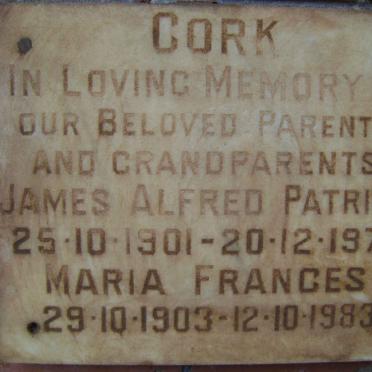 CORK
IN LOVING MEMORY
OUR BELOVED PARENT
AND GRANDPARENTS
JAMES ALFRED PATRI
25·10·1901-20·12·197
MARIA FRANCES
29·10·1903-12·10·1983